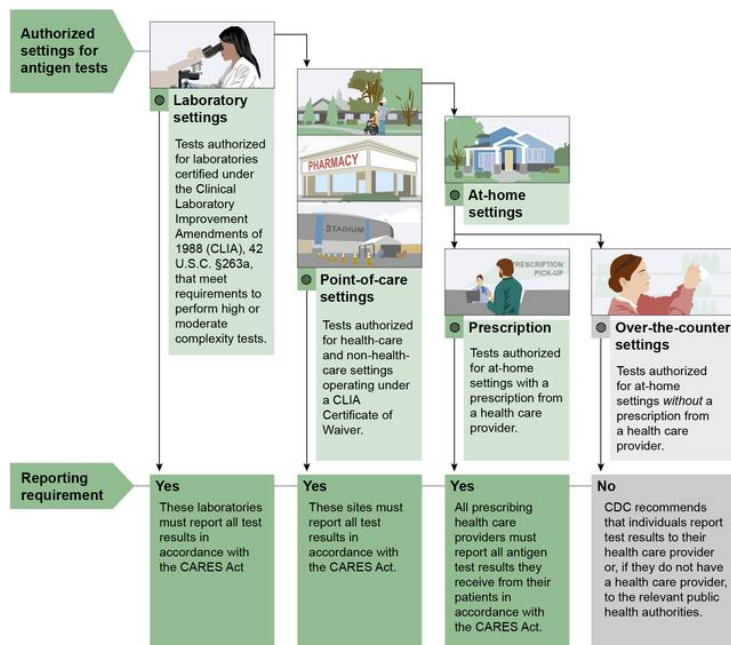 Authorized
settings for
antigen tests
Laboratory
settings
Tests authorized
for laboratories
certified under
the Clinical
Laboratory
Improvement
Amendments of
1988 (CLIA), 42
U.S.C. §263a,
that meet
requirements to
perform high or
moderate
complexity tests.
PHARMACY
STADIUM
Point-of-care
settings
Tests authorized
for health-care
and non-health-
care settings
operating under
a CLIA
Certificate of
Waiver.
At-home
settings
PRESCRIPTION
PICK-UP
Prescription
Tests authorized
for at-home
settings with a
prescription from
a health care
provider.
Over-the-counter
settings
Tests authorized
for at-home
settings without a
prescription from
a health care
provider.
Reporting
requirement
Yes
These laboratories
must report all test
results in
accordance with
the CARES Act
Yes
These sites must
report all test
results in
accordance with
the CARES Act.
Yes
All prescribing
health care
providers must
report all antigen
test results they
receive from their
patients in
accordance with
the CARES Act.
No
CDC recommends
that individuals report
test results to their
health care provider
or, if they do not have
a health care provider,
to the relevant public
health authorities.